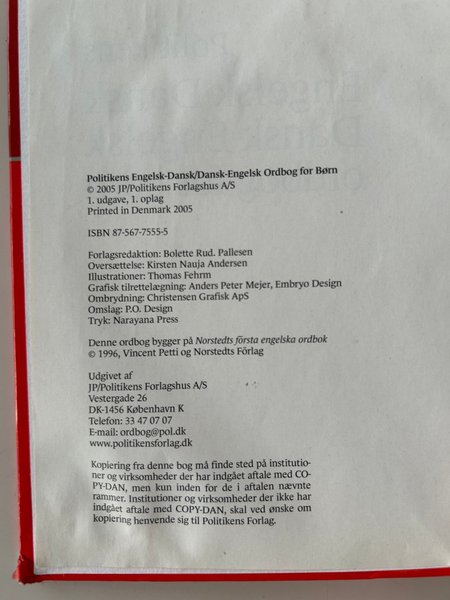 Politikens Engelsk-Dansk/Dansk-Engelsk Ordbog for Børn
© 2005 JP/Politikens Forlagshus A/S
1. udgave, 1. oplag
Printed in Denmark 2005
ISBN 87-567-7555-5
Forlagsredaktion: Bolette Rud. Pallesen
Oversættelse: Kirsten Nauja Andersen
Illustrationer: Thomas Fehrm
Grafisk tilrettelægning: Anders Peter Mejer, Embryo Design
Ombrydning: Christensen Grafisk ApS
Omslag: P.O. Design
Tryk: Narayana Press
Denne ordbog bygger på Norstedts första engelska ordbok
© 1996, Vincent Petti og Norstedts Förlag
Udgivet af
JP/Politikens Forlagshus A/S
Vestergade 26
DK-1456 København K
Telefon: 33 47 07 07
E-mail: ordbog@pol.dk
www.politikensforlag.dk
Kopiering fra denne bog må finde sted på institutio-
ner og virksomheder der har indgået aftale med CO-
PY-DAN, men kun inden for de i aftalen nævnte
rammer. Institutioner og virksomheder der ikke har
indgået aftale med COPY-DAN, skal ved ønske om
kopiering henvende sig til Politikens Forlag.